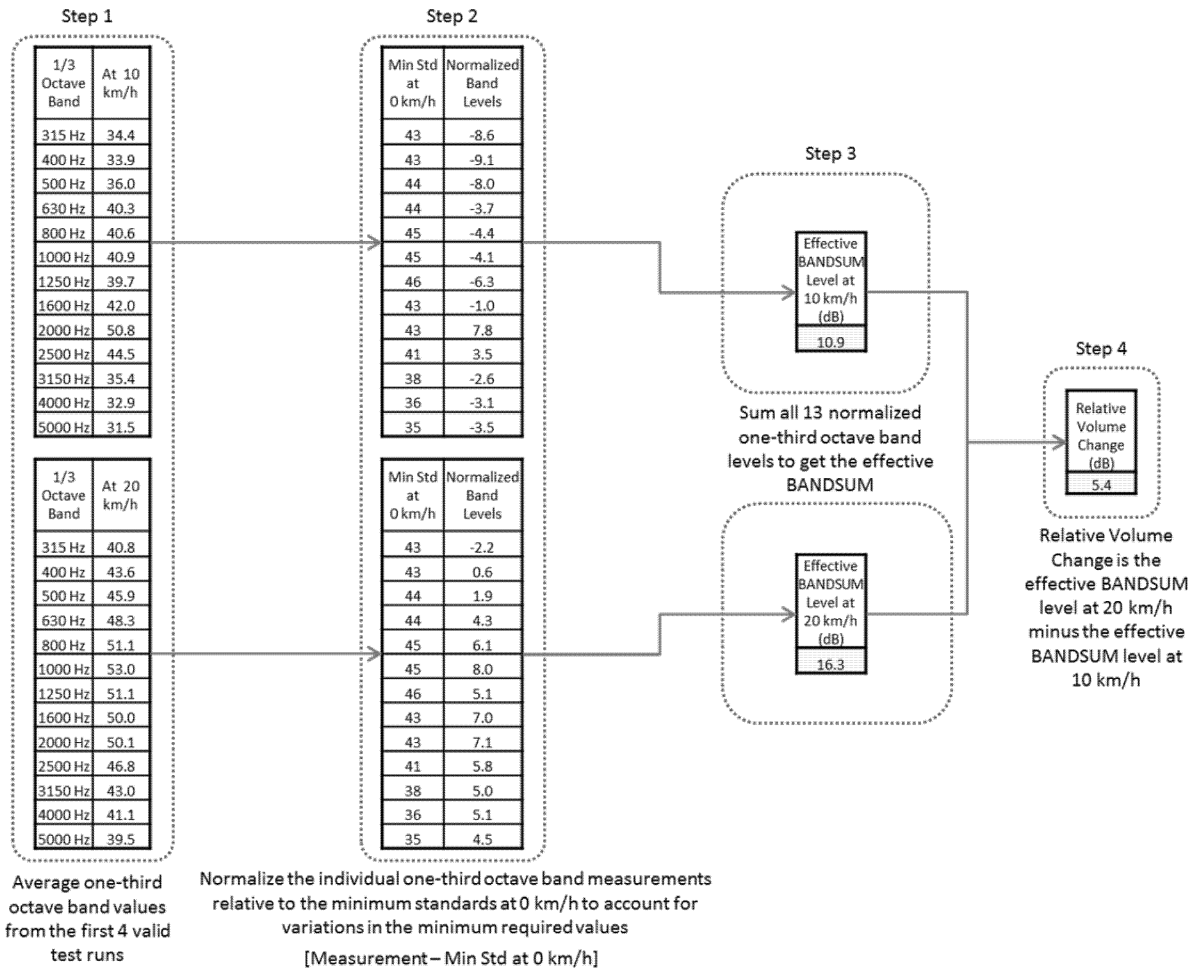 Step 1
1/3 Octave Band At 10 km/h
315 Hz 34.4
400 Hz 33.9
500 Hz 36.0
630 Hz 40.3
800 Hz 40.6
1000 Hz 40.9
1250 Hz 39.7
1600 Hz 42.0
2000 Hz 50.8
2500 Hz 44.5
3150 Hz 35.4
4000 Hz 32.9
5000 Hz 31.5
1/3 Octave Band At 20 km/h
315 Hz 40.8
400 Hz 43.6
500 Hz 45.9
630 Hz 48.3
800 Hz 51.1
1000 Hz 53.0
1250 Hz 51.1
1600 Hz 50.0
2000 Hz 50.1
2500 Hz 46.8
3150 Hz 43.0
4000 Hz 41.1
5000 Hz 39.5
Average one-third
octave band values
from the first 4 valid
test runs
Step 2
Min Std at 0 km/h Normalized Band Levels
43 -8.6
43 -9.1
44 -8.0
44 -3.7
45 -4.4
45 -4.1
46 -6.3
43 -1.0
43 7.8
41 3.5
38 -2.6
36 -3.1
35 -3.5
Min Std at 0 km/h Normalized Band Levels
43 -2.2
43 0.6
44 1.9
44 4.3
45 6.1
45 8.0
46 5.1
43 7.0
43 7.1
41 5.8
38 5.0
36 5.1
35 4.5
Normalize the individual one-third octave band measurements
relative to the minimum standards at 0 km/h to account for
variations in the minimum required values
[Measurement – Min Std at 0 km/h]
Step 3
Effective
BANDSUM
Level at
10 km/h
(dB)
10.9
Sum all 13 normalized
one-third octave band
levels to get the effective
BANDSUM
Effective
BANDSUM
Level at
20 km/h
(dB)
16.3
Step 4
Relative
Volume
Change
(dB)
5.4
Relative Volume
Change is the
effective BANDSUM
level at 20 km/h
minus the effective
BANDSUM level at
10 km/h